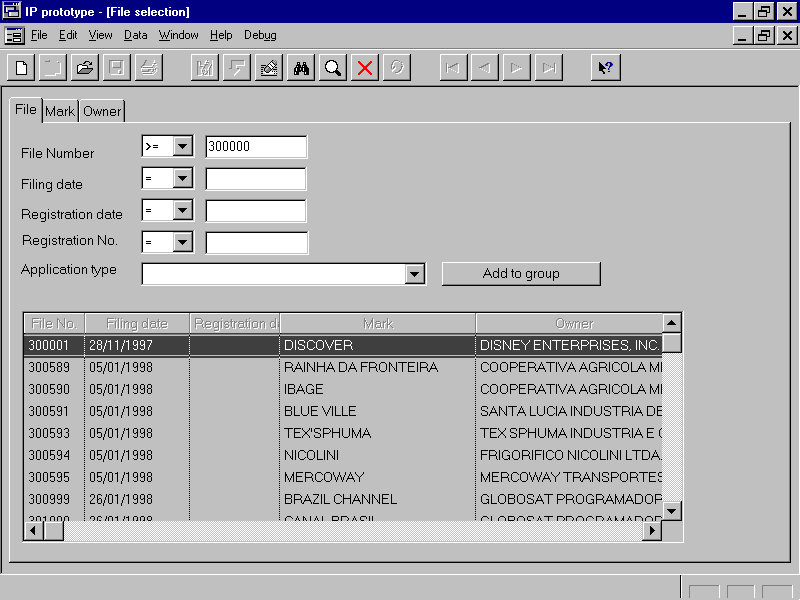 IP prototype - [File selection]
File Edit View Data Window Help Debug
File Mark Owner
File Number >= 300000
Filing date =
Registration date =
Registration No. =
Application type
Add to group
File No. Filing date Registration d Mark Owner
300001 28/11/1997 DISCOVER DISNEY ENTERPRISES, INC.
300589 05/01/1998 RAINHA DA FRONTEIRA COOPERATIVA AGRICOLA MI
300590 05/01/1998 IBAGE COOPERATIVA AGRICOLA MI
300591 05/01/1998 BLUE VILLE SANTA LUCIA INDUSTRIA DE
300593 05/01/1998 TEX'SPHUMA TEX SPHUMA INDUSTRIA E C
300594 05/01/1998 NICOLINI FRIGORIFICO NICOLINI LTDA.
300595 05/01/1998 MERCOWAY MERCOWAY TRANSPORTES
300999 26/01/1998 BRAZIL CHANNEL GLOBOSAT PROGRAMADOR
301000 26/01/1998 CANAL BRASIL GLOBOSAT PROGRAMADOR